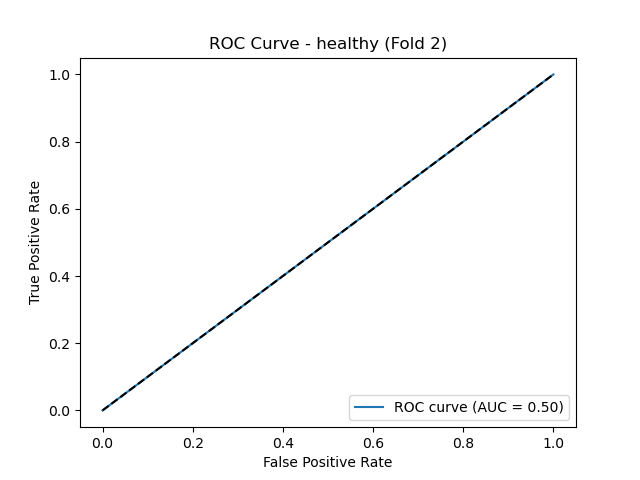 ROC Curve - healthy (Fold 2)
True Positive Rate
1.0
0.8
0.6
0.4
0.2
0.0
ROC curve (AUC = 0.50)
0.0 0.2 0.4 0.6 0.8 1.0
False Positive Rate